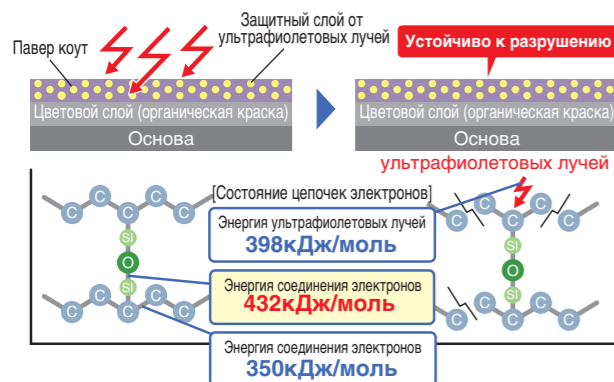 Павер коут
Защитный слой от
ультрафиолетовых лучей
Устойчиво к разрушению
Цветовой слой (органическая краска)
Основа
Цветовой слой (органическая краска)
Основа
ультрафиолетовых лучей
[Состояние цепочек электронов]
Энергия ультрафиолетовых лучей
398кДж/моль
Энергия соединения электронов
432кДж/моль
Энергия соединения электронов
350кДж/моль
C C C C C
SI
O
SI
C C C C C
C C C C C
SI
O
SI
C C C C C